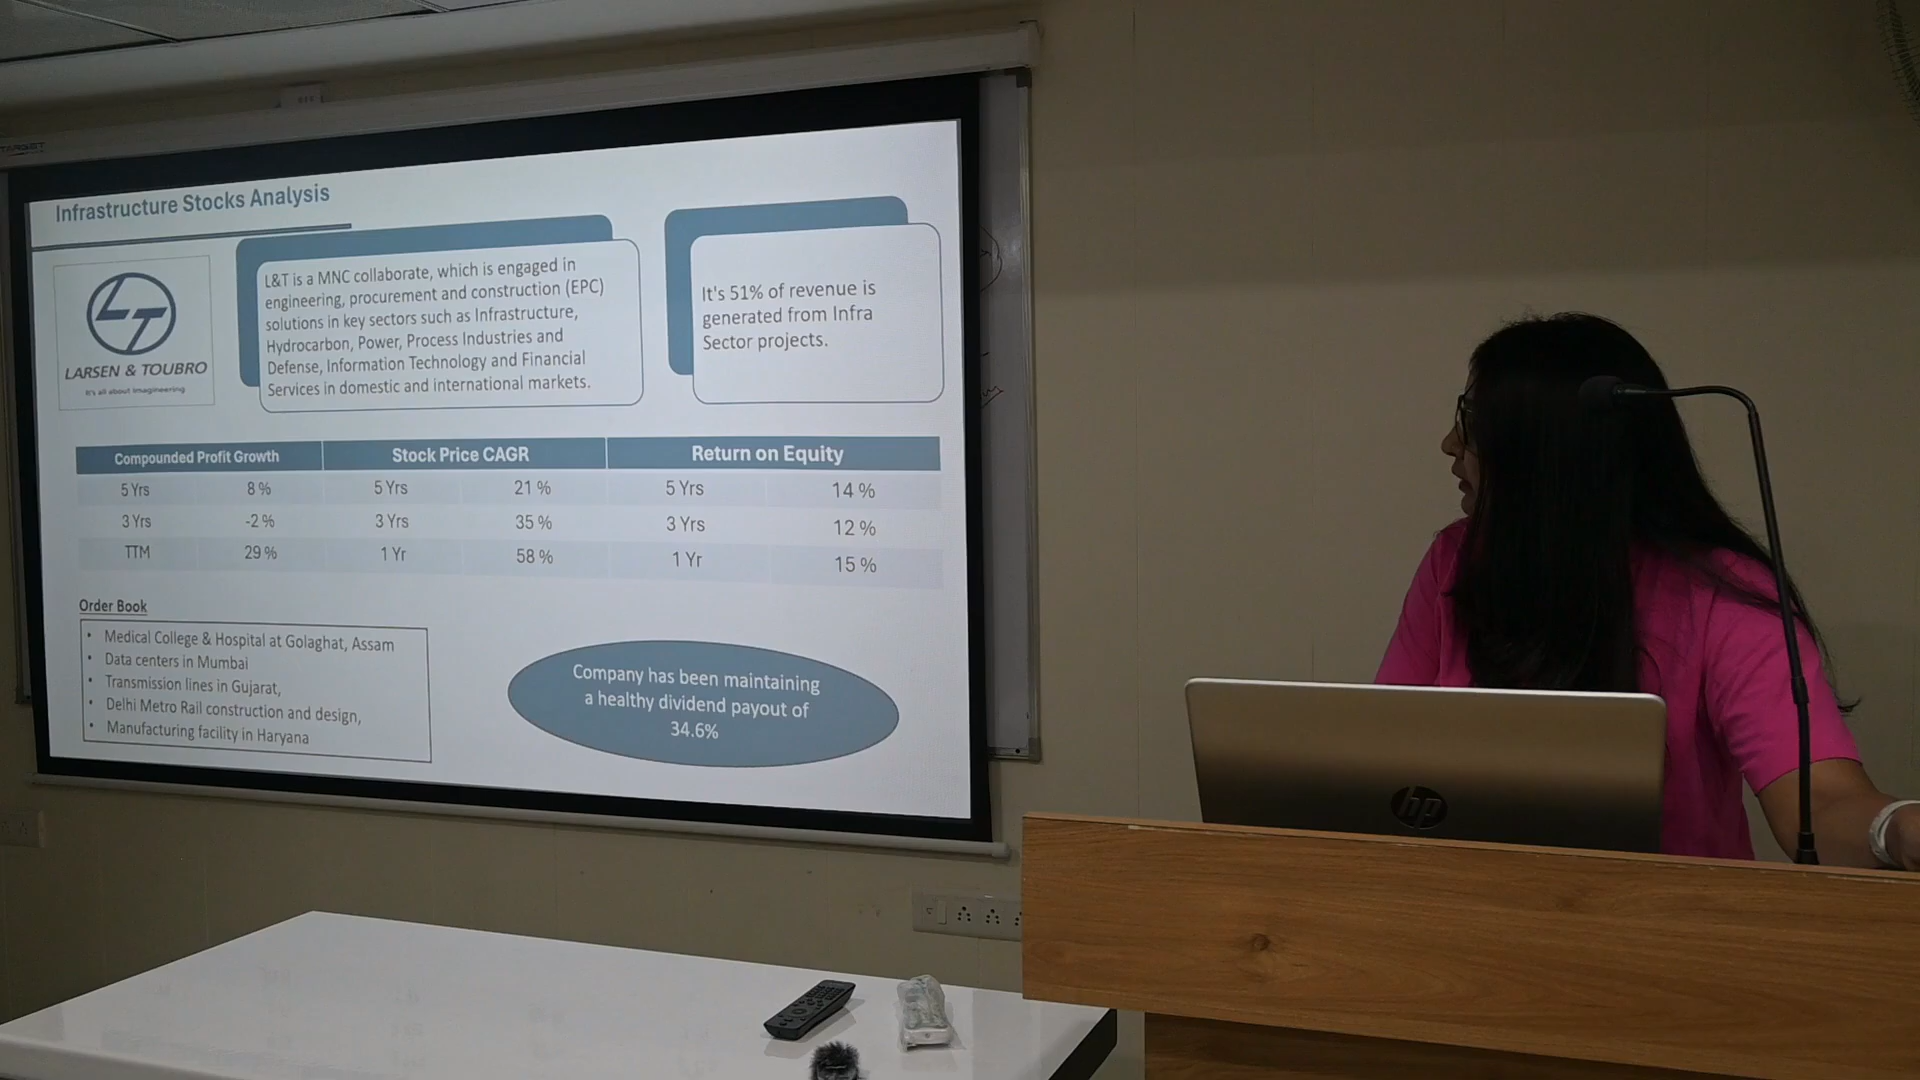 TARGET
Infrastructure Stocks Analysis
LT
LARSEN & TOUBRO
It's all about Imagineering
L&T is a MNC collaborate, which is engaged in
engineering, procurement and construction (EPC)
solutions in key sectors such as Infrastructure,
Hydrocarbon, Power, Process Industries and
Defense, Information Technology and Financial
Services in domestic and international markets.
It's 51% of revenue is
generated from Infra
Sector projects.
Compounded Profit Growth Stock Price CAGR Return on Equity
5 Yrs 8 % 5 Yrs 21 % 5 Yrs 14 %
3 Yrs -2 % 3 Yrs 35 % 3 Yrs 12 %
TTM 29 % 1 Yr 58 % 1 Yr 15 %
Order Book
• Medical College & Hospital at Golaghat, Assam
• Data centers in Mumbai
• Transmission lines in Gujarat,
• Delhi Metro Rail construction and design,
• Manufacturing facility in Haryana
Company has been maintaining
a healthy dividend payout of
34.6%
hp